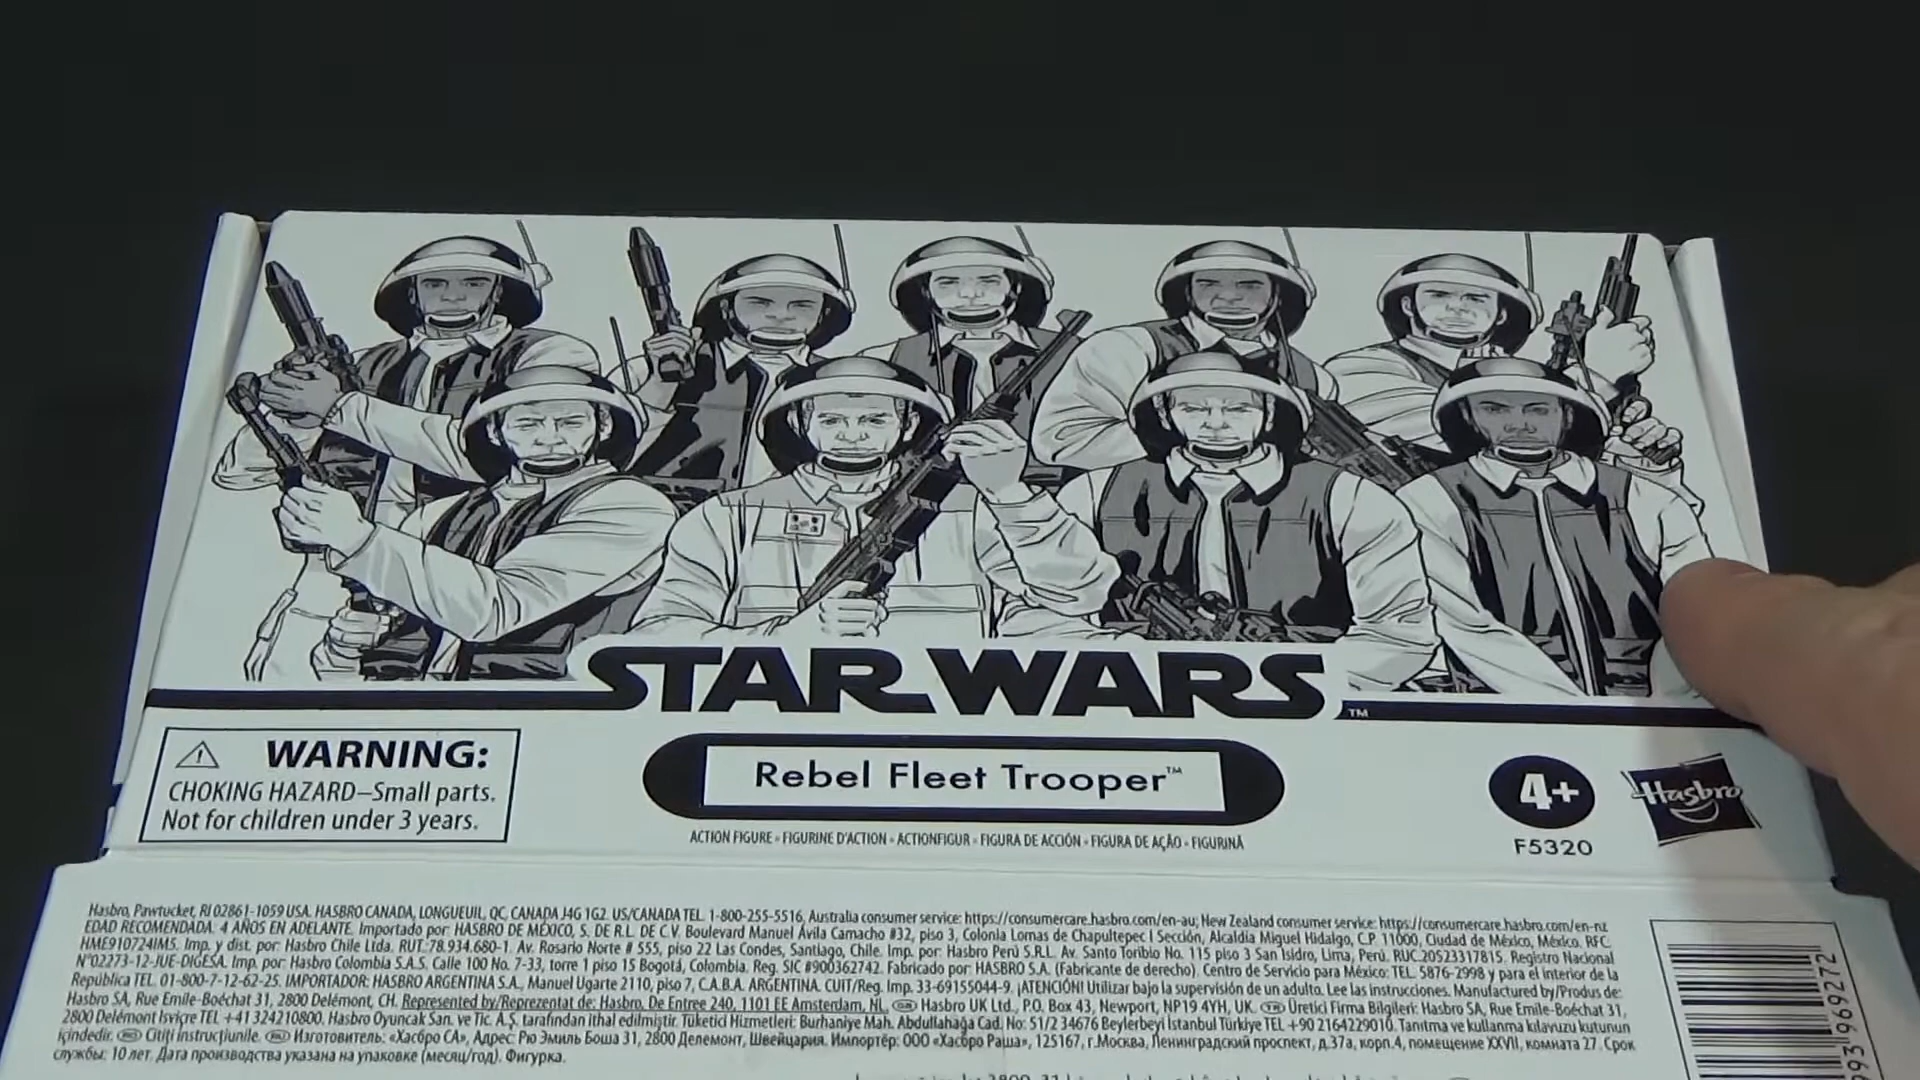 STAR WARS™
WARNING:
CHOKING HAZARD–Small parts.
Not for children under 3 years.
Rebel Fleet Trooper™
ACTION FIGURE • FIGURINE D'ACTION • ACTIONFIGUR • FIGURA DE ACCIÓN • FIGURA DE AÇÃO • FIGURINĂ
4+
F5320
Hasbro
Hasbro, Pawtucket, RI 02861-1059 USA. HASBRO CANADA, LONGUEUIL, QC, CANADA J4G 1G2. US/CANADA TEL. 1-800-255-5516, Australia consumer service: https://consumercare.hasbro.com/en-au; New Zealand consumer service: https://consumercare.hasbro.com/en-nz
EDAD RECOMENDADA: 4 AÑOS EN ADELANTE. Importado por: HASBRO DE MÉXICO, S. DE R.L. DE C.V. Boulevard Manuel Ávila Camacho #32, piso 3, Colonia Lomas de Chapultepec I Sección, Alcaldía Miguel Hidalgo, C.P. 11000, Ciudad de México, México. RFC
HME910724IM5. Imp. y dist. por: Hasbro Chile Ltda. RUT: 78.934.680-1. Av. Rosario Norte # 555, piso 22 Las Condes, Santiago, Chile. Imp. por: Hasbro Perú S.R.L. Av. Santo Toribio No. 115 piso 3 San Isidro, Lima, Perú. RUC.20523317815. Registro Nacional
N°02273-12-JUE-DIGESA. Imp. por: Hasbro Colombia S.A.S. Calle 100 No. 7-33, torre 1 piso 15 Bogotá, Colombia. Reg. SIC #900362742. Fabricado por: HASBRO S.A. (Fabricante de derecho). Centro de Servicio para México: TEL. 5876-2998 y para el interior de la
República TEL. 01-800-7-12-62-25. IMPORTADOR: HASBRO ARGENTINA S.A., Manuel Ugarte 2110, piso 7, C.A.B.A. ARGENTINA. CUIT/Reg. Imp. 33-69155044-9. ¡ATENCIÓN! Utilizar bajo la supervisión de un adulto. Lee las instrucciones. Manufactured by/Produs de:
Hasbro SA, Rue Emile-Boéchat 31, 2800 Delémont, CH. Represented by/Reprezentat de: Hasbro, De Entree 240, 1101 EE Amsterdam, NL. GB Hasbro UK Ltd., P.O. Box 43, Newport, NP19 4YH, UK. TR Üretici Firma Bilgileri: Hasbro SA, Rue Emile-Boéchat 31,
2800 Delémont İsviçre TEL +41 324210800. Hasbro Oyuncak San. ve Tic. A.Ş. tarafından ithal edilmiştir. Tüketici Hizmetleri: Burhaniye Mah. Abdullahağa Cad. No: 51/2 34676 Beylerbeyi İstanbul Türkiye TEL +90 2164229010. Tanıtma ve kullanma kılavuzu kutunun
içindedir. RO Citiţi instrucţiunile. RU Изготовитель: «Хасбро СА», Адрес: Рю Эмиль Боша 31, 2800 Делемонт, Швейцария. Импортёр: ООО «Хасбро Раша», 125167, г.Москва, Ленинградский проспект, д.37а, корп.4, помещение XXVII, комната 27. Срок
службы: 10 лет. Дата производства указана на упаковке (месяц/год). Фигурка.
93 969272